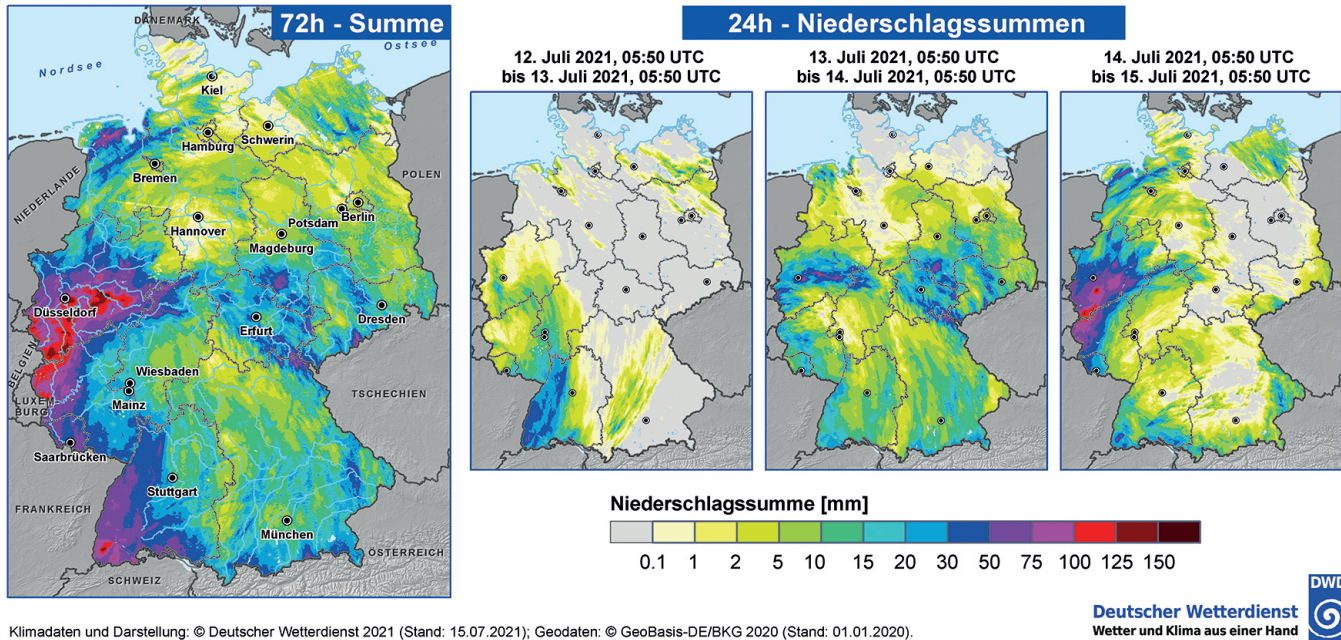 72h - Summe
DÄNEMARK
Nordsee
Ostsee
Kiel
Schwerin
Hamburg
Bremen
POLEN
NIEDERLANDE
Potsdam
Berlin
Hannover
Magdeburg
Düsseldorf
Erfurt
Dresden
BELGIEN
Wiesbaden
TSCHECHIEN
LUXEM-
BURG
Mainz
Saarbrücken
Stuttgart
FRANKREICH
München
ÖSTERREICH
SCHWEIZ
24h - Niederschlagssummen
12. Juli 2021, 05:50 UTC
bis 13. Juli 2021, 05:50 UTC
13. Juli 2021, 05:50 UTC
bis 14. Juli 2021, 05:50 UTC
14. Juli 2021, 05:50 UTC
bis 15. Juli 2021, 05:50 UTC
Niederschlagssumme [mm]
0.1 1 2 5 10 15 20 30 50 75 100 125 150
DWD
Deutscher Wetterdienst
Wetter und Klima aus einer Hand
Klimadaten und Darstellung: © Deutscher Wetterdienst 2021 (Stand: 15.07.2021); Geodaten: © GeoBasis-DE/BKG 2020 (Stand: 01.01.2020).